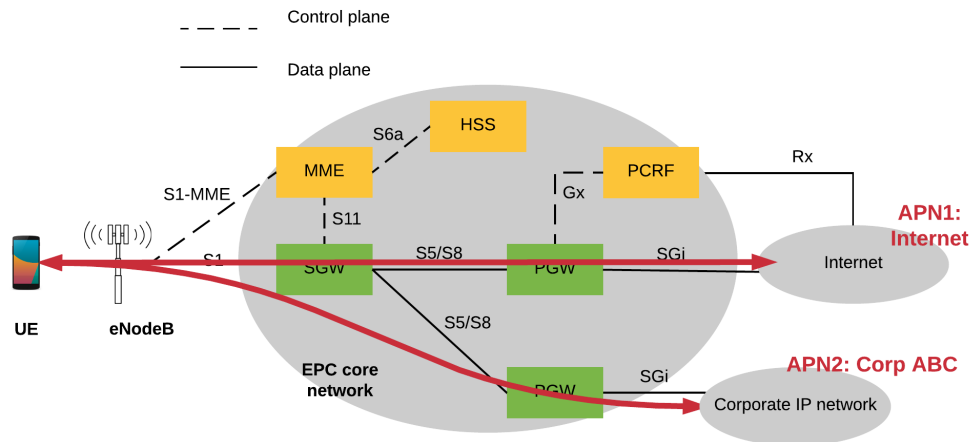 Control plane
Data plane
HSS
S6a
MME
PCRF
Rx
S1-MME
Gx
S11
APN1:
Internet
S1
SGW
S5/S8
PGW
SGi
Internet
UE
eNodeB
S5/S8
EPC core
network
APN2: Corp ABC
PGW
SGi
Corporate IP network